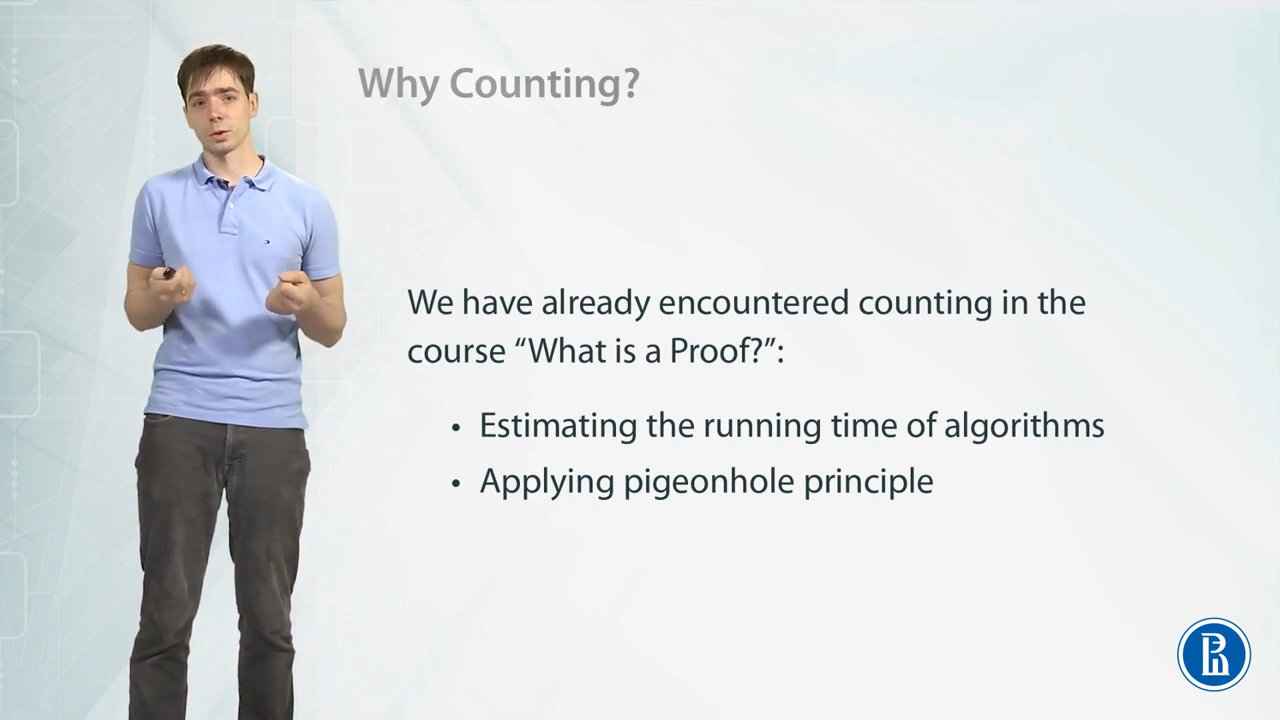 Why Counting?
We have already encountered counting in the
course “What is a Proof?”:
• Estimating the running time of algorithms
• Applying pigeonhole principle